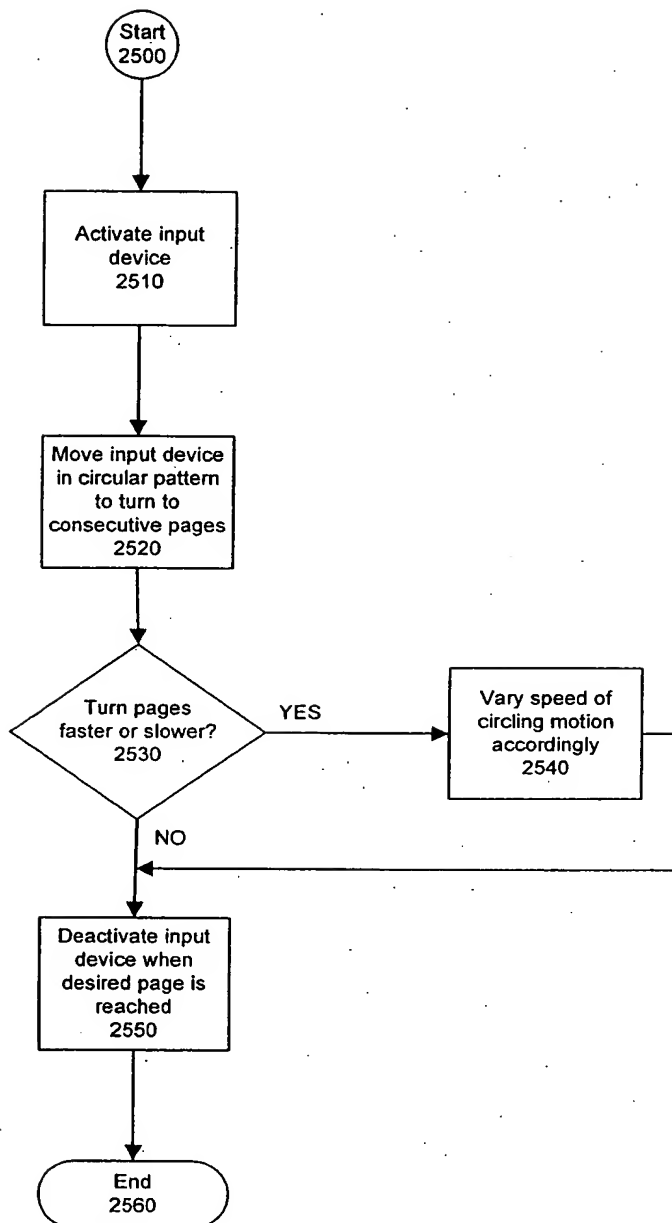 Start
2500
Activate input
device
2510
Move input device
in circular pattern
to turn to
consecutive pages
2520
Turn pages
faster or slower?
2530
YES
Vary speed of
circling motion
accordingly
2540
NO
Deactivate input
device when
desired page is
reached
2550
End
2560